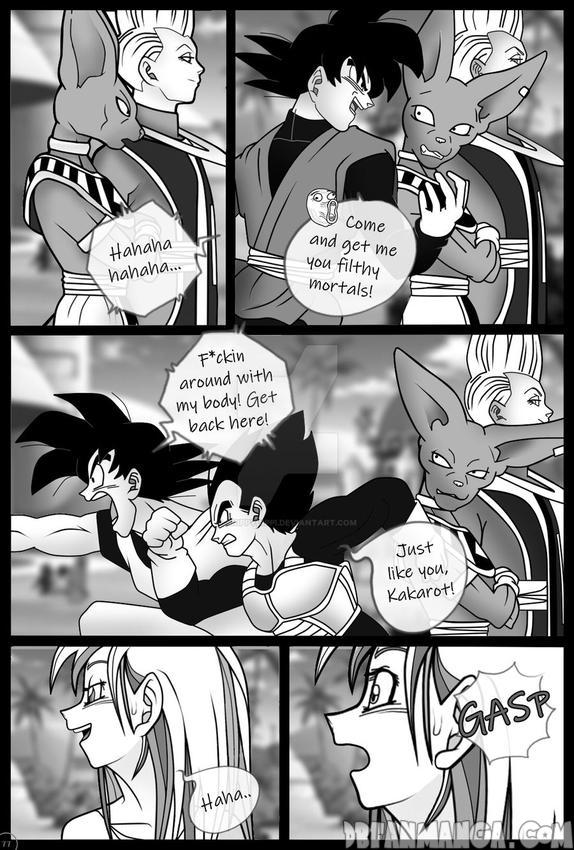 Hahaha
hahaha...
Come
and get me
you filthy
mortals!
F*ckin
around with
my body! Get
back here!
Just
like you,
Kakarot!
Haha..
GASP
77
DBFANMANGA.COM